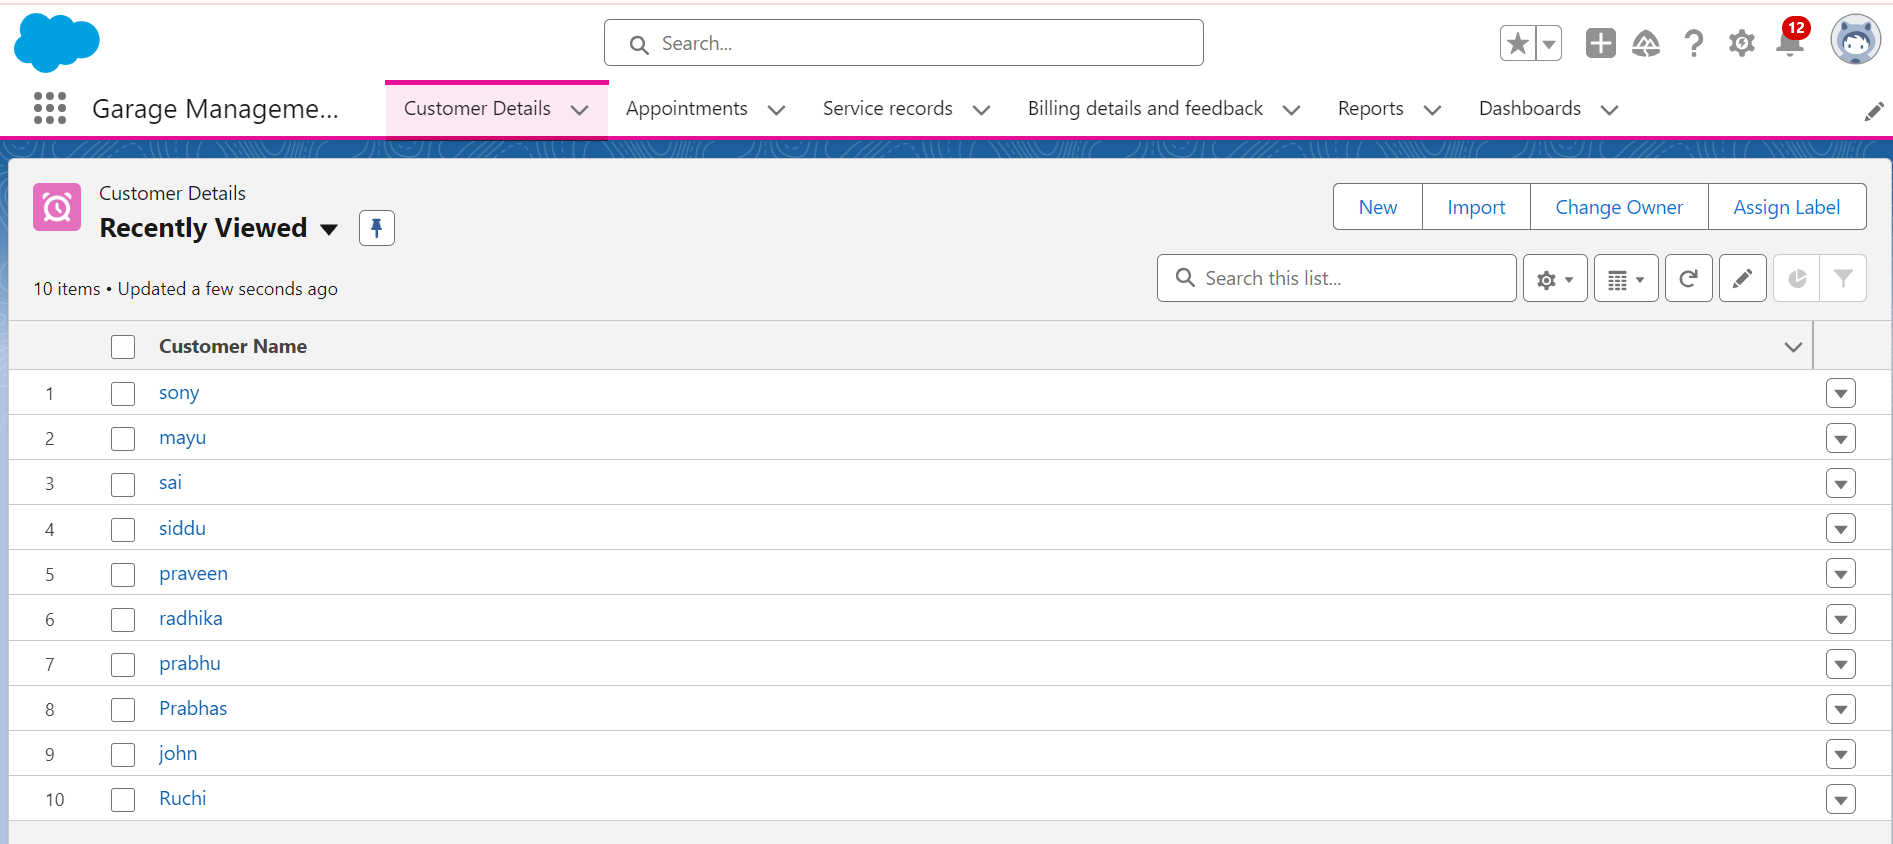 Search...
12
Garage Manageme...
Customer Details
Appointments
Service records
Billing details and feedback
Reports
Dashboards
Customer Details
Recently Viewed
New
Import
Change Owner
Assign Label
10 items • Updated a few seconds ago
Search this list...
Customer Name
1 sony
2 mayu
3 sai
4 siddu
5 praveen
6 radhika
7 prabhu
8 Prabhas
9 john
10 Ruchi